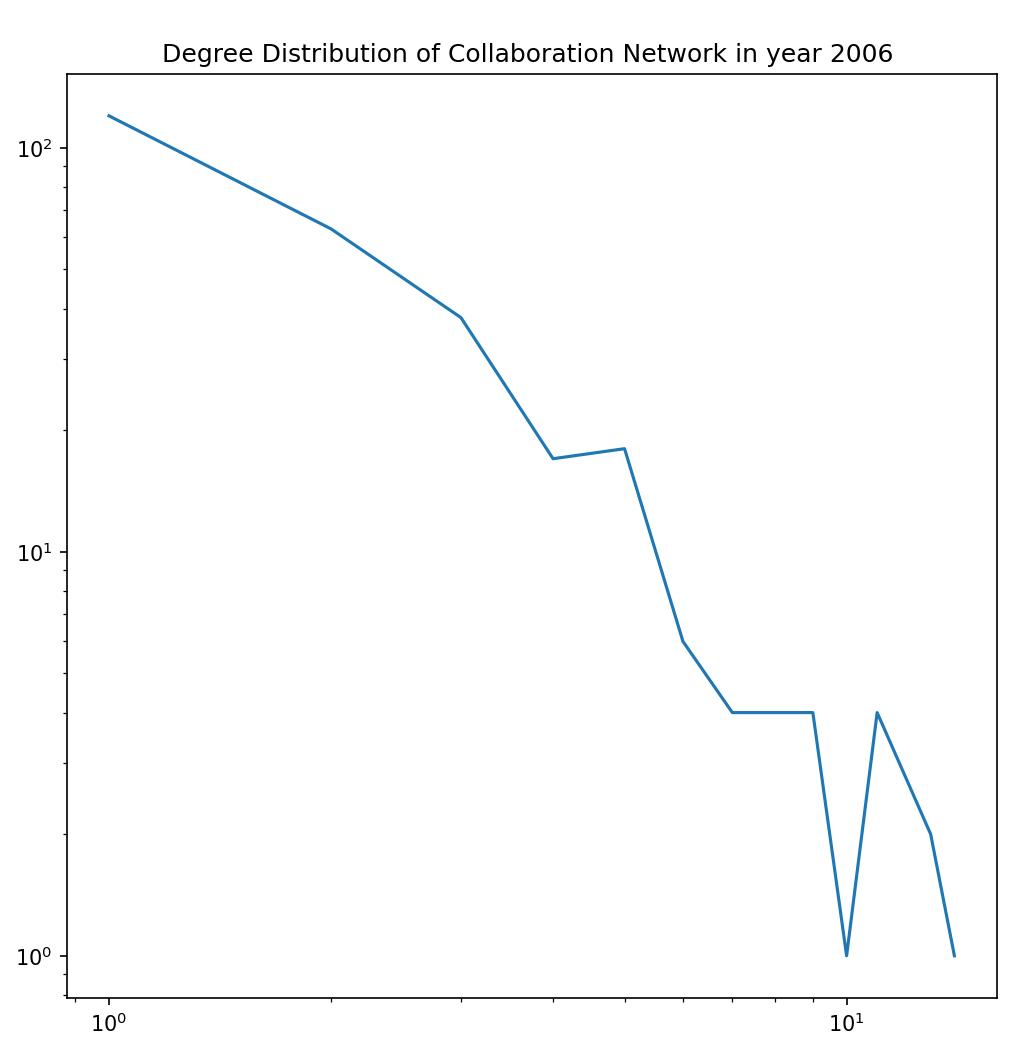 Degree Distribution of Collaboration Network in year 2006
10²
10¹
10⁰
10⁰ 10¹